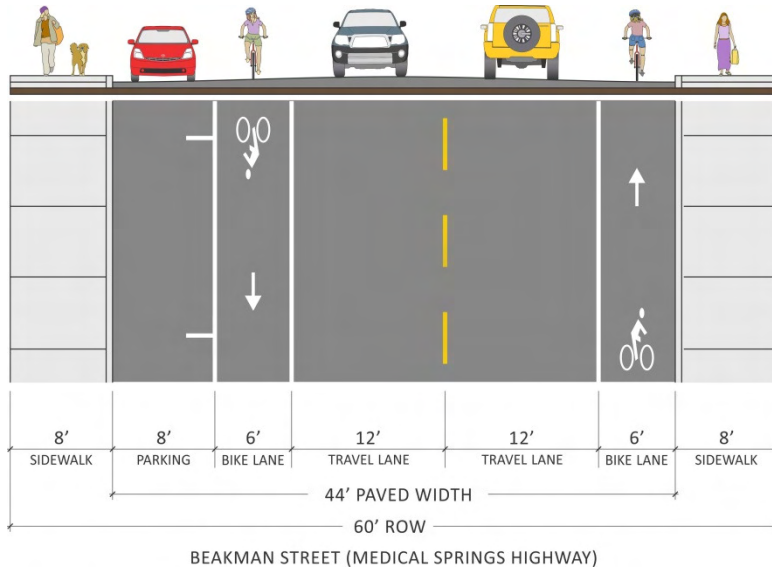 8’ 8’ 6’ 12’ 12’ 6’ 8’
SIDEWALK PARKING BIKE LANE TRAVEL LANE TRAVEL LANE BIKE LANE SIDEWALK
44’ PAVED WIDTH
60’ ROW
BEAKMAN STREET (MEDICAL SPRINGS HIGHWAY)